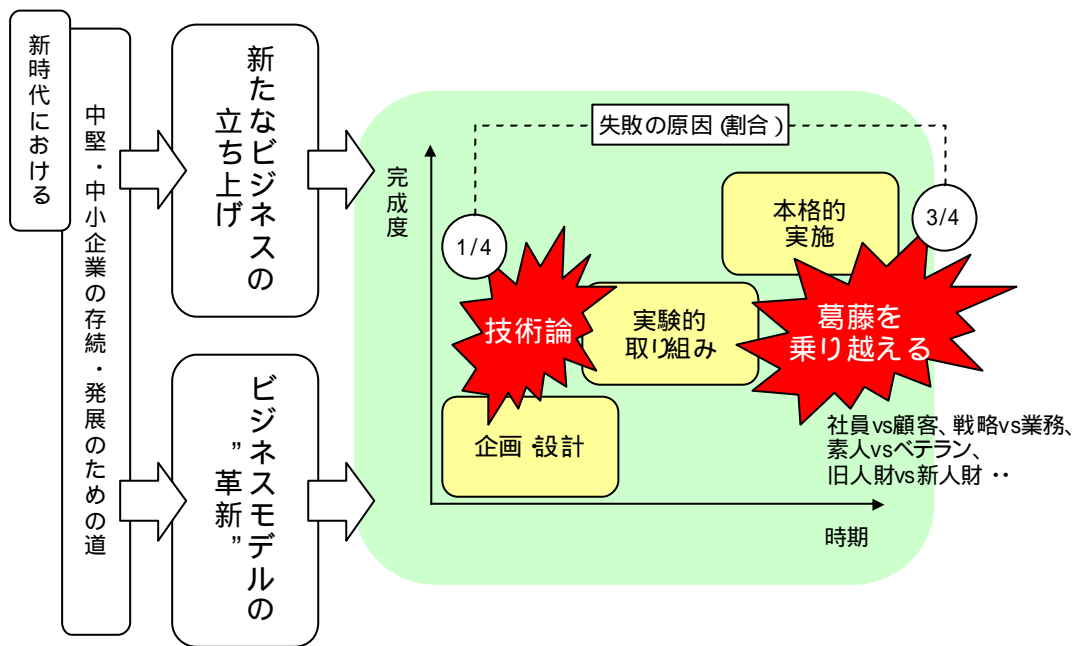 新時代における
中堅・中小企業の存続・発展のための道
新たなビジネスの
立ち上げ
ビジネスモデルの
”革新”
失敗の原因(割合)
完成度
1/4
3/4
本格的
実施
技術論
実験的
取り組み
葛藤を
乗り越える
企画・設計
社員vs顧客、戦略vs業務、
素人vsベテラン、
旧人財vs新人財 ・・
時期